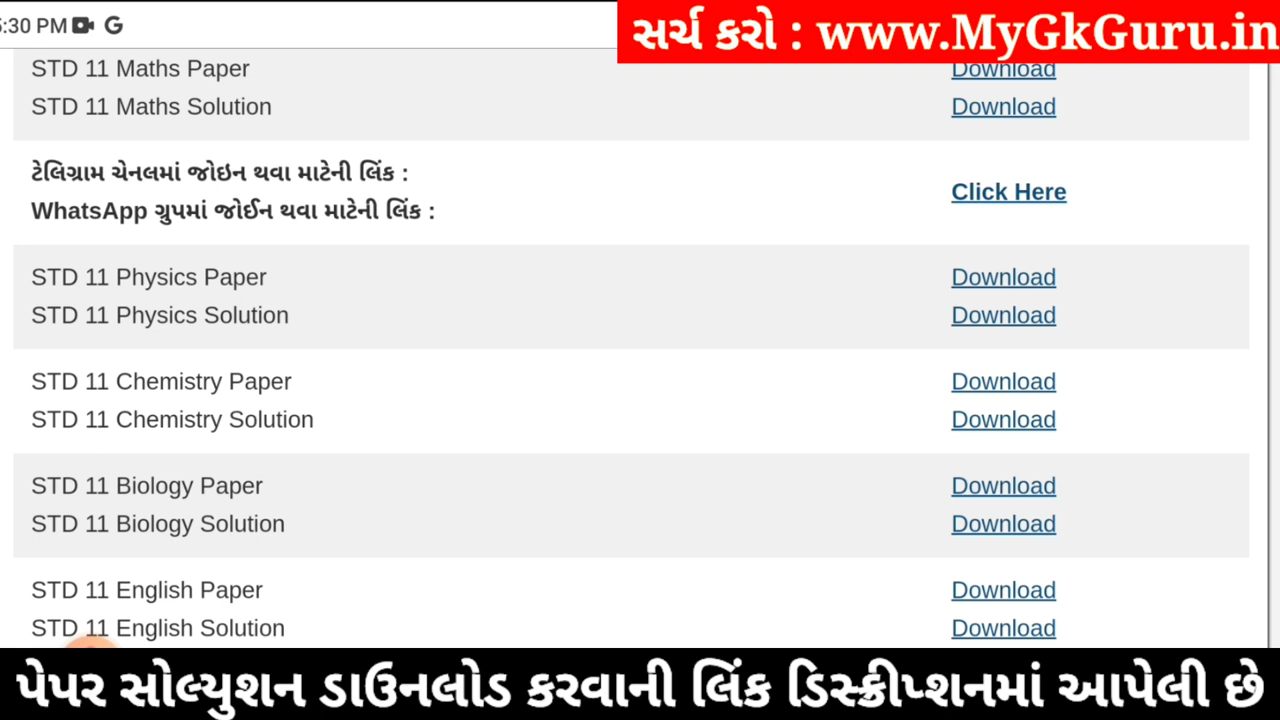 5:30 PM G
સર્ચ કરો : www.MyGkGuru.in
STD 11 Maths Paper Download
STD 11 Maths Solution Download
ટેલિગ્રામ ચેનલમાં જોઇન થવા માટેની લિંક :
Click Here
WhatsApp ગ્રુપમાં જોઈન થવા માટેની લિંક :
STD 11 Physics Paper Download
STD 11 Physics Solution Download
STD 11 Chemistry Paper Download
STD 11 Chemistry Solution Download
STD 11 Biology Paper Download
STD 11 Biology Solution Download
STD 11 English Paper Download
STD 11 English Solution Download
પેપર સોલ્યુશન ડાઉનલોડ કરવાની લિંક ડિસ્ક્રીપ્શનમાં આપેલી છે